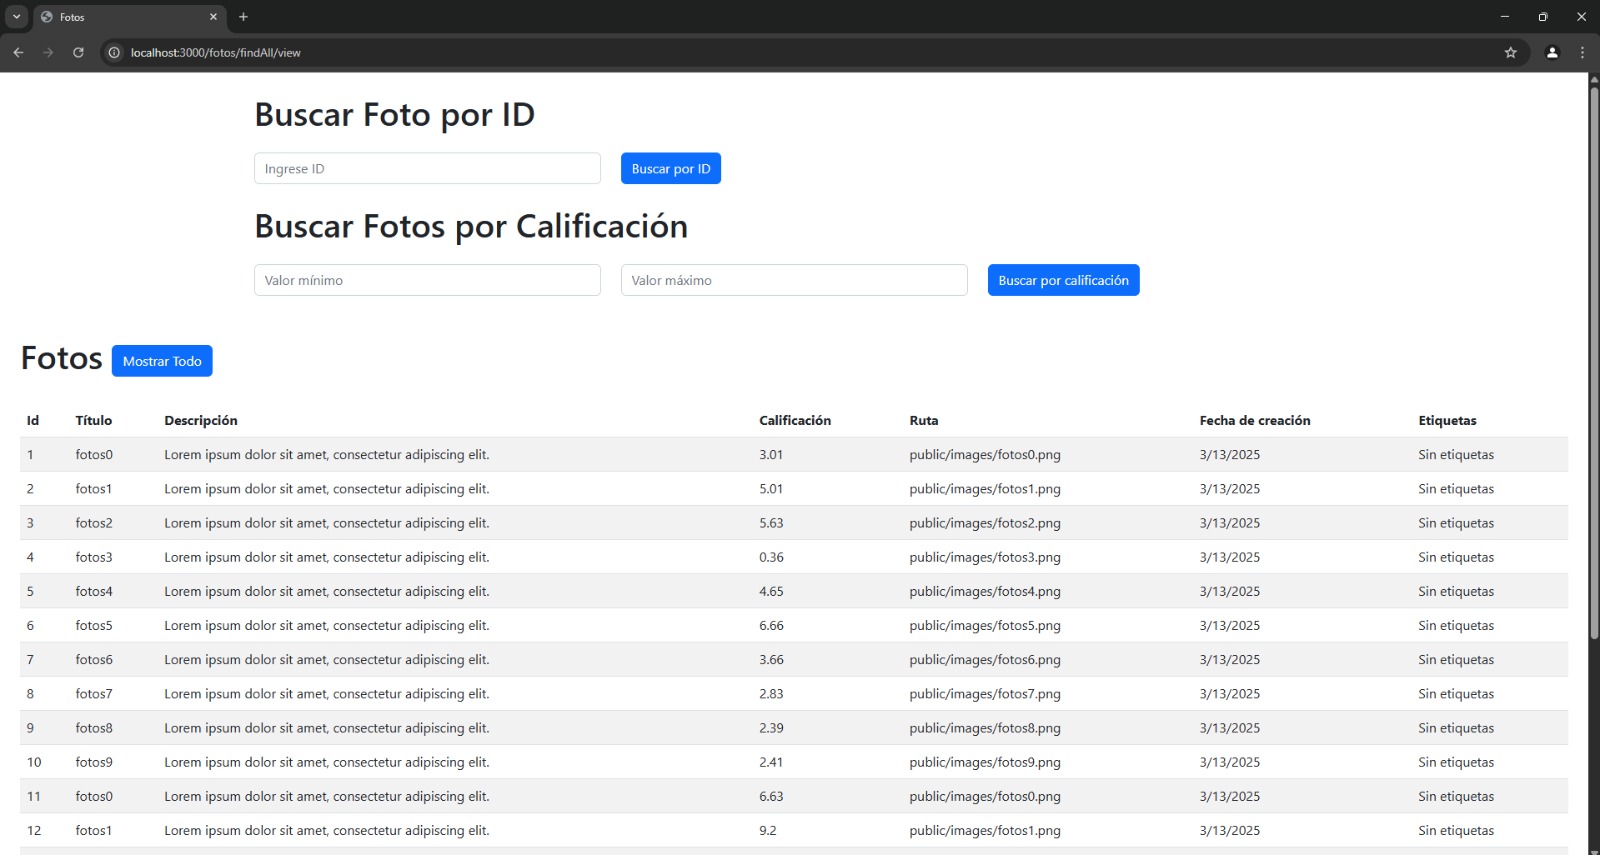 Fotos
localhost:3000/fotos/findAll/view
Buscar Foto por ID
Ingrese ID Buscar por ID
Buscar Fotos por Calificación
Valor mínimo Valor máximo Buscar por calificación
Fotos Mostrar Todo
Id Título Descripción Calificación Ruta Fecha de creación Etiquetas
1 fotos0 Lorem ipsum dolor sit amet, consectetur adipiscing elit. 3.01 public/images/fotos0.png 3/13/2025 Sin etiquetas
2 fotos1 Lorem ipsum dolor sit amet, consectetur adipiscing elit. 5.01 public/images/fotos1.png 3/13/2025 Sin etiquetas
3 fotos2 Lorem ipsum dolor sit amet, consectetur adipiscing elit. 5.63 public/images/fotos2.png 3/13/2025 Sin etiquetas
4 fotos3 Lorem ipsum dolor sit amet, consectetur adipiscing elit. 0.36 public/images/fotos3.png 3/13/2025 Sin etiquetas
5 fotos4 Lorem ipsum dolor sit amet, consectetur adipiscing elit. 4.65 public/images/fotos4.png 3/13/2025 Sin etiquetas
6 fotos5 Lorem ipsum dolor sit amet, consectetur adipiscing elit. 6.66 public/images/fotos5.png 3/13/2025 Sin etiquetas
7 fotos6 Lorem ipsum dolor sit amet, consectetur adipiscing elit. 3.66 public/images/fotos6.png 3/13/2025 Sin etiquetas
8 fotos7 Lorem ipsum dolor sit amet, consectetur adipiscing elit. 2.83 public/images/fotos7.png 3/13/2025 Sin etiquetas
9 fotos8 Lorem ipsum dolor sit amet, consectetur adipiscing elit. 2.39 public/images/fotos8.png 3/13/2025 Sin etiquetas
10 fotos9 Lorem ipsum dolor sit amet, consectetur adipiscing elit. 2.41 public/images/fotos9.png 3/13/2025 Sin etiquetas
11 fotos0 Lorem ipsum dolor sit amet, consectetur adipiscing elit. 6.63 public/images/fotos0.png 3/13/2025 Sin etiquetas
12 fotos1 Lorem ipsum dolor sit amet, consectetur adipiscing elit. 9.2 public/images/fotos1.png 3/13/2025 Sin etiquetas